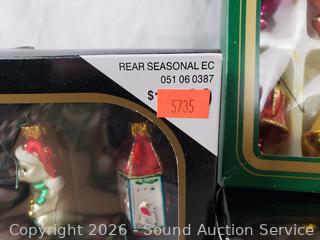 REAR SEASONAL EC
051 06 0387
$
5735
Copyright 2026 - Sound Auction Service